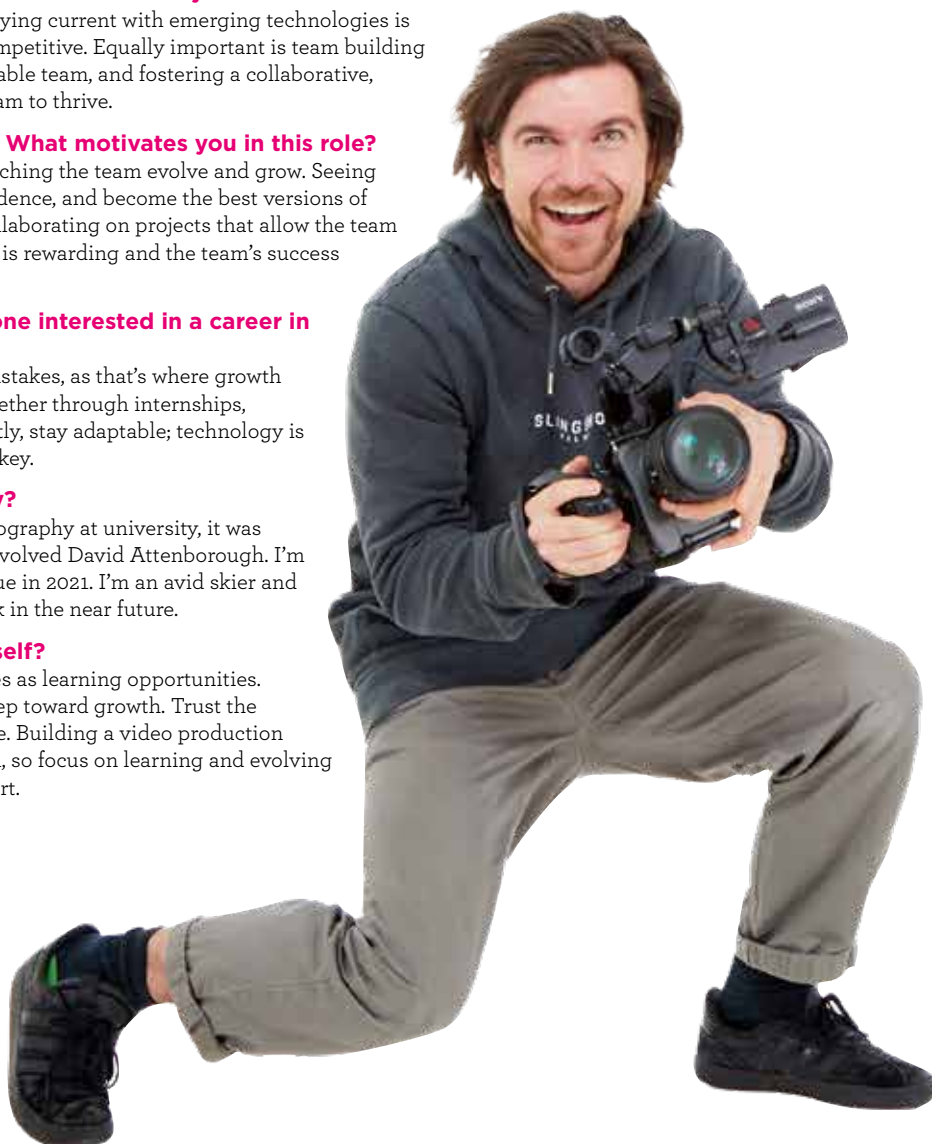 ying current with emerging technologies is
mpetitive. Equally important is team building
able team, and fostering a collaborative,
am to thrive.
What motivates you in this role?
ching the team evolve and grow. Seeing
dence, and become the best versions of
llaborating on projects that allow the team
is rewarding and the team's success
one interested in a career in
stakes, as that's where growth
ether through internships,
tly, stay adaptable; technology is
key.
y?
ography at university, it was
volved David Attenborough. I'm
ue in 2021. I'm an avid skier and
k in the near future.
self?
es as learning opportunities.
ep toward growth. Trust the
e. Building a video production
, so focus on learning and evolving
rt.
SONY